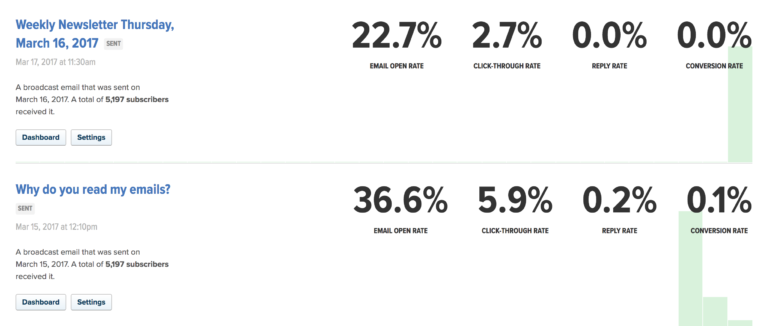 Weekly Newsletter Thursday,
March 16, 2017 SENT
Mar 17, 2017 at 11:30am
A broadcast email that was sent on
March 16, 2017. A total of 5,197 subscribers
received it.
Dashboard Settings
22.7% 2.7% 0.0% 0.0%
EMAIL OPEN RATE CLICK-THROUGH RATE REPLY RATE CONVERSION RATE
Why do you read my emails?
SENT
Mar 15, 2017 at 12:10pm
A broadcast email that was sent on
March 15, 2017. A total of 5,197 subscribers
received it.
Dashboard Settings
36.6% 5.9% 0.2% 0.1%
EMAIL OPEN RATE CLICK-THROUGH RATE REPLY RATE CONVERSION RATE